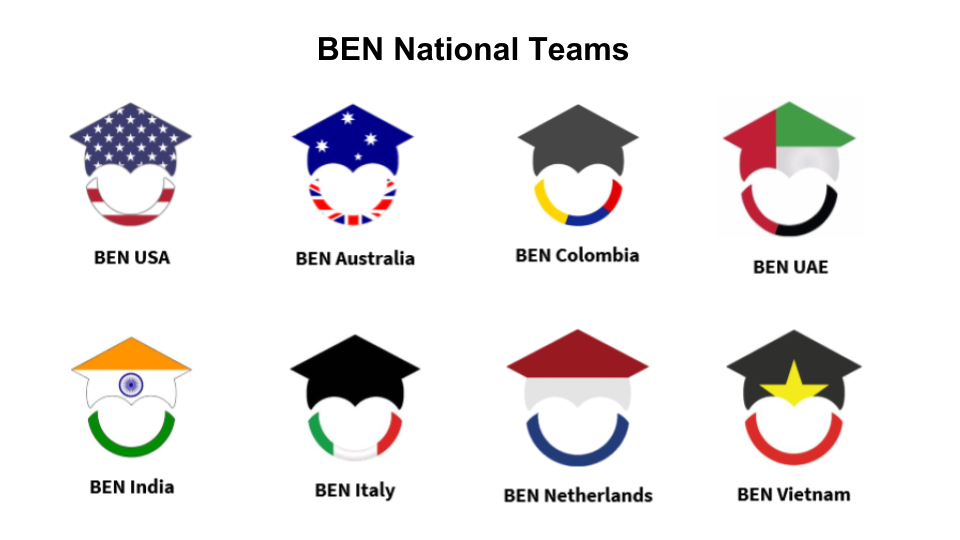 BEN National Teams
BEN USA
BEN Australia
BEN Colombia
BEN UAE
BEN India
BEN Italy
BEN Netherlands
BEN Vietnam